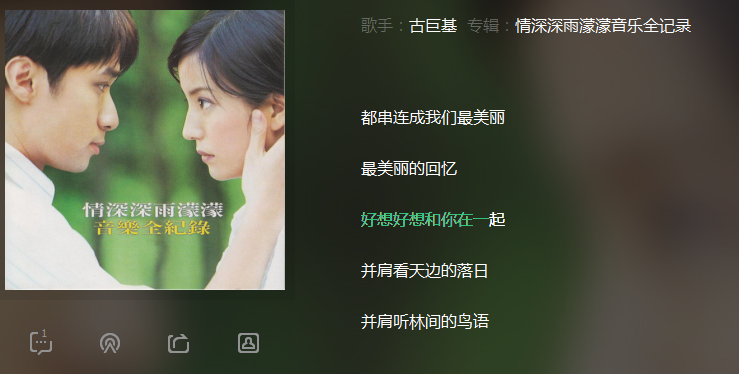 歌手：古巨基 专辑：情深深雨濛濛音乐全记录
情深深雨濛濛
音樂全紀錄
都串连成我们最美丽
最美丽的回忆
好想好想和你在一起
并肩看天边的落日
并肩听林间的鸟语
1